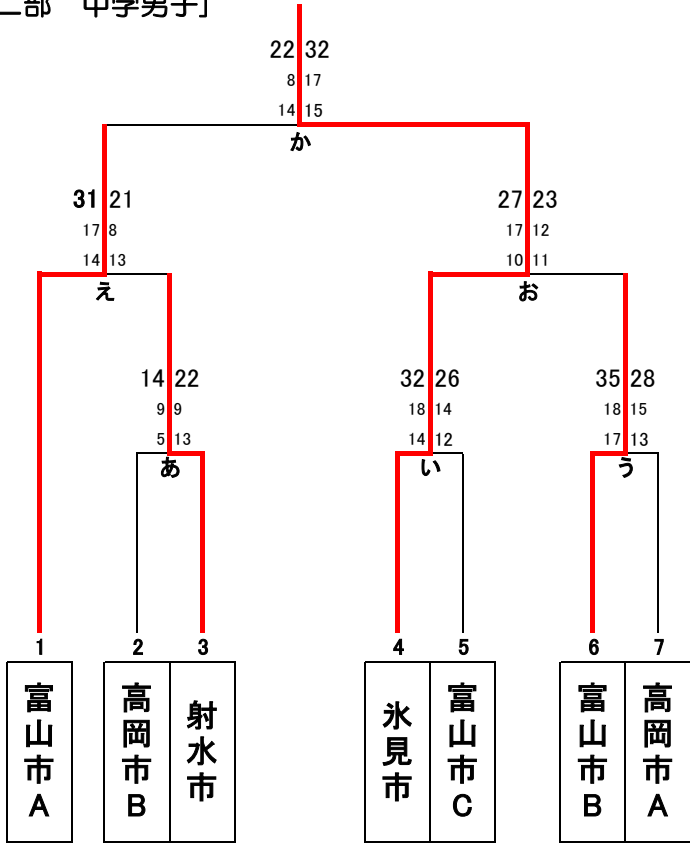 二部 中学男子」
22 32
8 17
14 15
か
31 21
17 8
14 13
え
27 23
17 12
10 11
お
14 22
9 9
5 13
あ
32 26
18 14
14 12
い
35 28
18 15
17 13
う
1 2 3 4 5 6 7
富山市A
高岡市B
射水市
氷見市
富山市C
富山市B
高岡市A